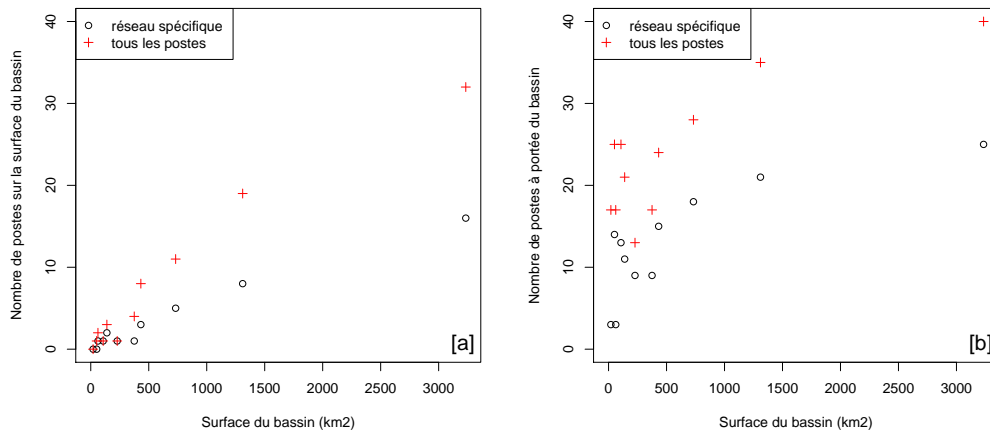 réseau spécifique
tous les postes
Nombre de postes sur la surface du bassin
40
30
20
10
0
0 500 1000 1500 2000 2500 3000
Surface du bassin (km2)
[a]
réseau spécifique
tous les postes
Nombre de postes à portée du bassin
40
30
20
10
0
0 500 1000 1500 2000 2500 3000
Surface du bassin (km2)
[b]